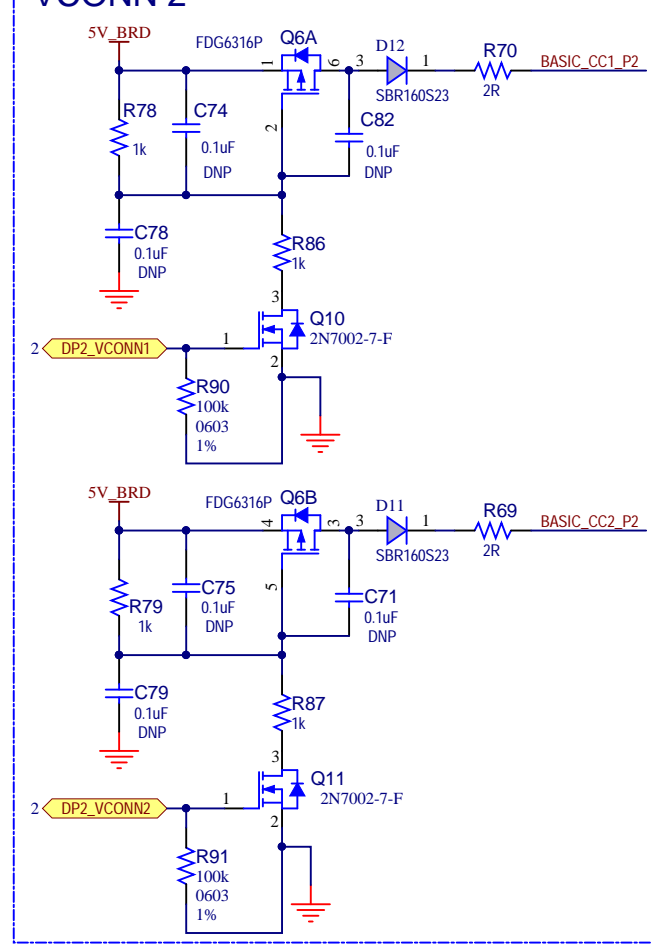 VCONN 2
5V_BRD
FDG6316P
Q6A
D12
R70
BASIC_CC1_P2
1
6
3
1
SBR160S23
2R
R78
1k
C74
0.1uF
DNP
2
C82
0.1uF
DNP
C78
0.1uF
DNP
R86
1k
3
Q10
2N7002-7-F
2
DP2_VCONN1
1
2
R90
100k
0603
1%
5V_BRD
FDG6316P
Q6B
D11
R69
BASIC_CC2_P2
4
3
3
1
SBR160S23
2R
R79
1k
C75
0.1uF
DNP
5
C71
0.1uF
DNP
C79
0.1uF
DNP
R87
1k
3
Q11
2N7002-7-F
2
DP2_VCONN2
1
2
R91
100k
0603
1%